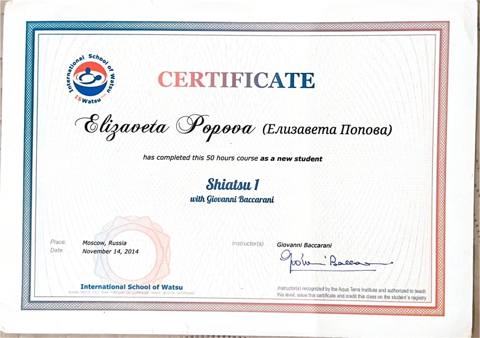 International School of Watsu
ISWatsu
CERTIFICATE
Elizaveta Popova (Елизавета Попова)
has completed this 50 hours course as a new student
Shiatsu 1
with Giovanni Baccarani
Place: Moscow, Russia
Date: November 14, 2014
Instructor(s) Giovanni Baccarani
International School of Watsu
instructor(s) recognized by the Aqua Terra Institute and authorized to teach
this level, value this certificate and credit this class on the student's registry